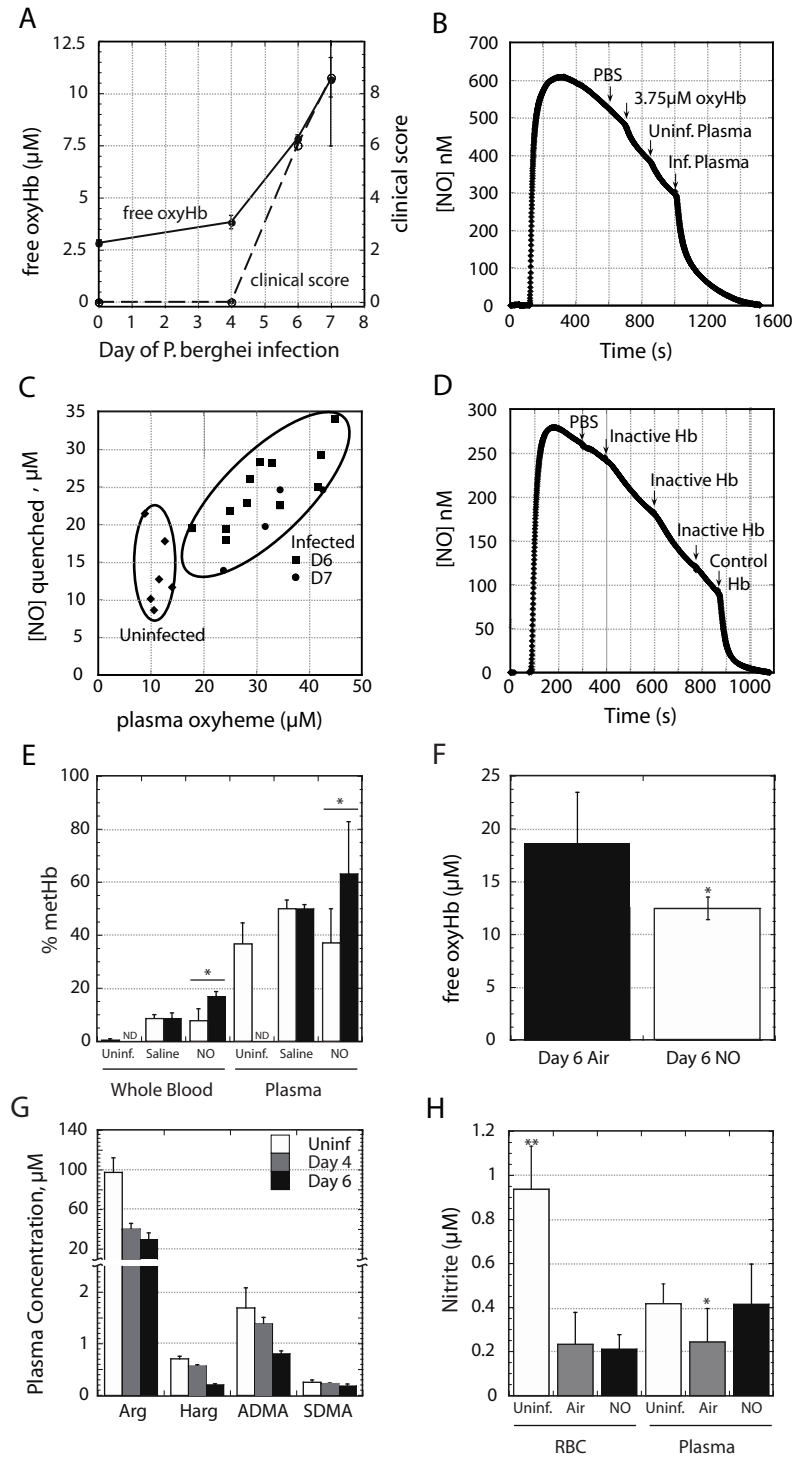 A
12.5
10
7.5
5
2.5
0
free oxyHb (μM)
8
6
4
2
0
clinical score
free oxyHb
clinical score
0 1 2 3 4 5 6 7 8
Day of P. berghei infection
B
700
600
500
400
300
200
100
0
[NO] nM
PBS
3.75μM oxyHb
Uninf. Plasma
Inf. Plasma
0 400 800 1200 1600
Time (s)
C
35
30
25
20
15
10
5
0
[NO] quenched, μM
Infected
D6
D7
Uninfected
0 10 20 30 40 50
plasma oxyheme (μM)
D
300
250
200
150
100
50
0
[NO] nM
PBS
Inactive Hb
Inactive Hb
Inactive Hb
Control
Hb
0 200 400 600 800 1000
Time (s)
E
100
80
60
40
20
0
% metHb
*
*
ND
ND
Uninf. Saline NO Uninf. Saline NO
Whole Blood Plasma
F
25
20
15
10
5
0
free oxyHb (μM)
*
Day 6 Air Day 6 NO
G
140
100
60
20
2
1
0
Plasma Concentration, μM
Uninf
Day 4
Day 6
Arg Harg ADMA SDMA
H
1.2
1
0.8
0.6
0.4
0.2
0
Nitrite (μM)
**
*
Uninf. Air NO Uninf. Air NO
RBC Plasma